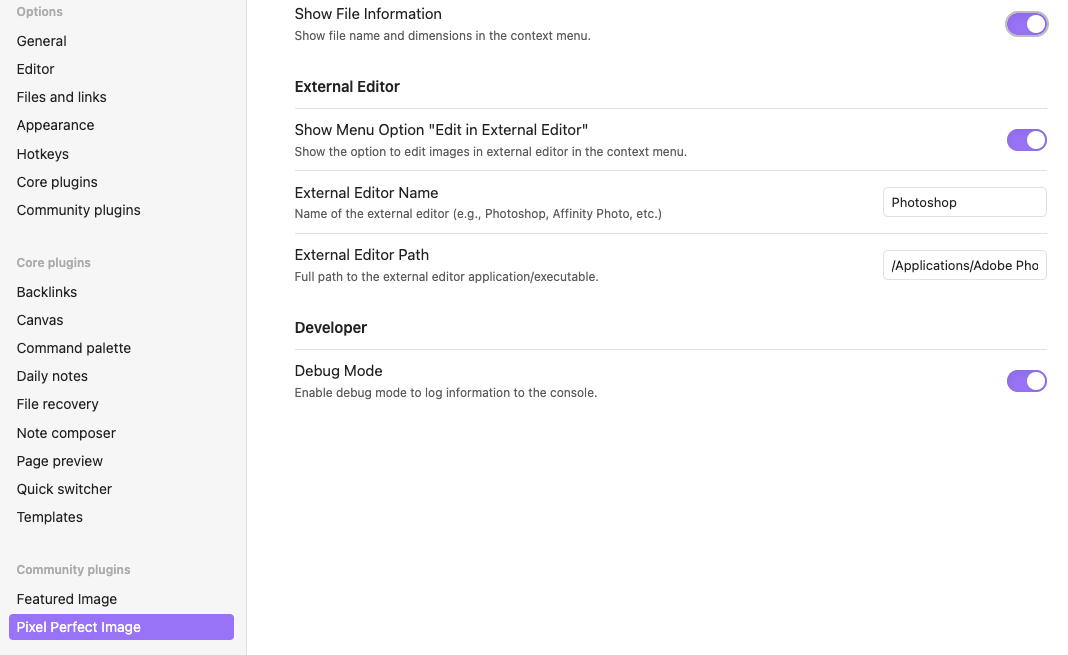 Options
General
Editor
Files and links
Appearance
Hotkeys
Core plugins
Community plugins
Core plugins
Backlinks
Canvas
Command palette
Daily notes
File recovery
Note composer
Page preview
Quick switcher
Templates
Community plugins
Featured Image
Pixel Perfect Image
Show File Information
Show file name and dimensions in the context menu.
External Editor
Show Menu Option "Edit in External Editor"
Show the option to edit images in external editor in the context menu.
External Editor Name
Name of the external editor (e.g., Photoshop, Affinity Photo, etc.)
Photoshop
External Editor Path
Full path to the external editor application/executable.
/Applications/Adobe Pho
Developer
Debug Mode
Enable debug mode to log information to the console.